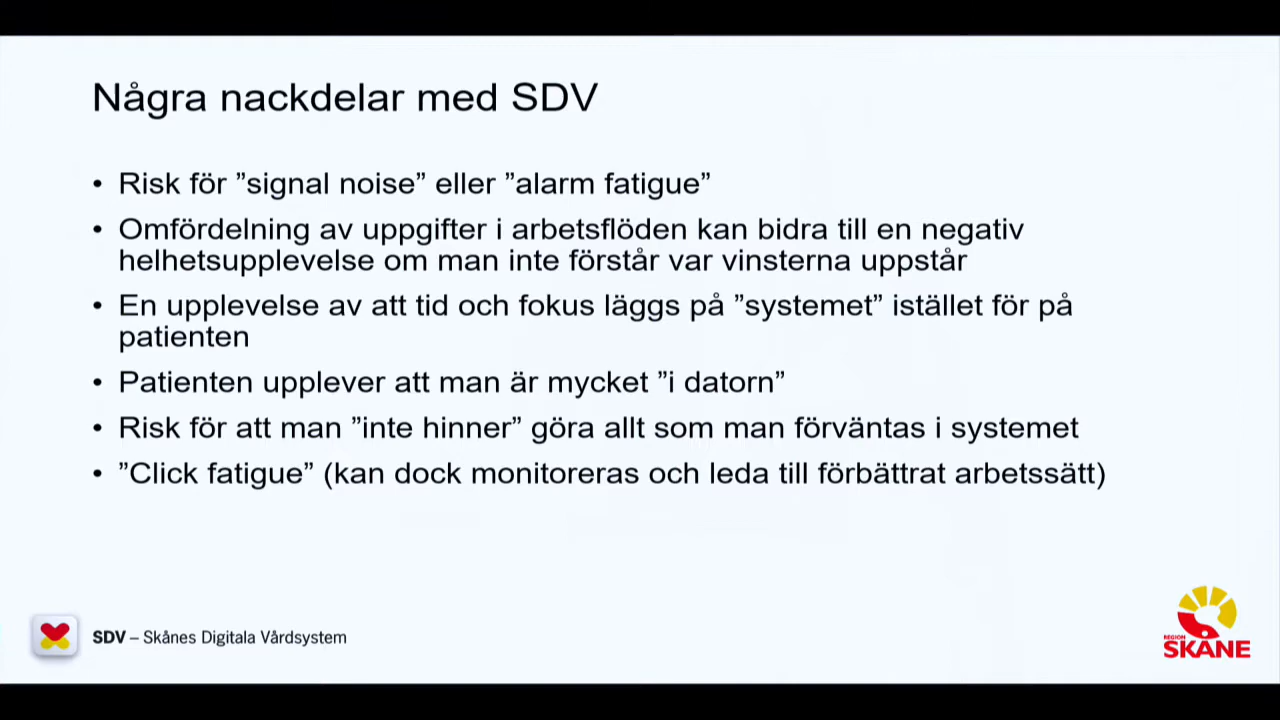 Några nackdelar med SDV
• Risk för ”signal noise” eller ”alarm fatigue”
• Omfördelning av uppgifter i arbetsflöden kan bidra till en negativ
helhetsupplevelse om man inte förstår var vinsterna uppstår
• En upplevelse av att tid och fokus läggs på ”systemet” istället för på
patienten
• Patienten upplever att man är mycket ”i datorn”
• Risk för att man ”inte hinner” göra allt som man förväntas i systemet
• ”Click fatigue” (kan dock monitoreras och leda till förbättrat arbetssätt)
SDV – Skånes Digitala Vårdsystem
REGION
SKÅNE